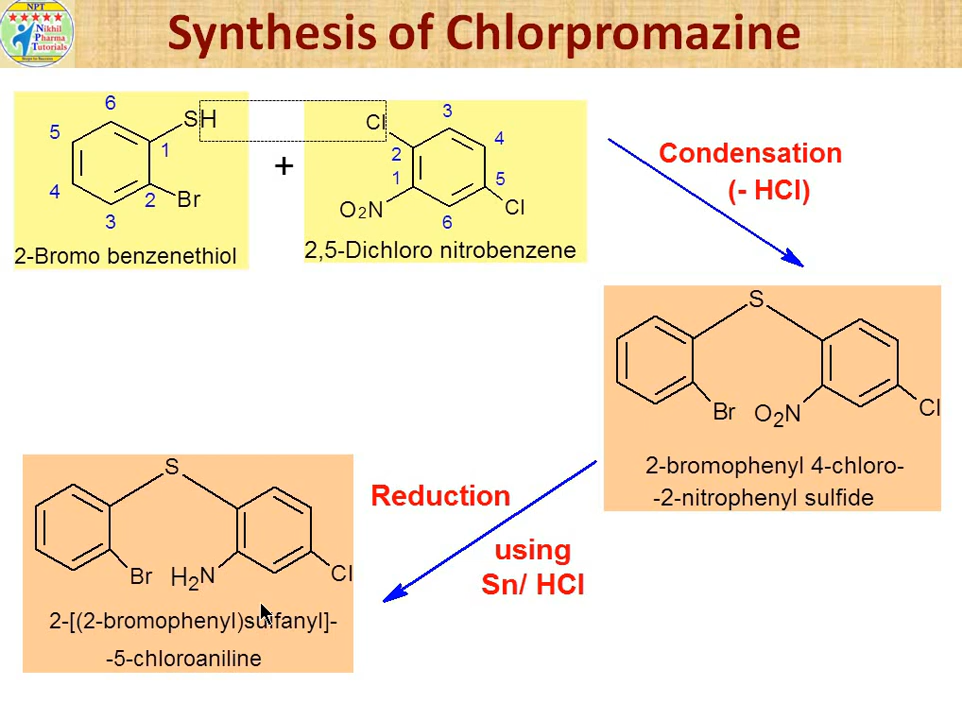 NPT
Nikhil
Pharma
Tutorials
Synthesis of Chlorpromazine
6
5
4
3
2
1
SH
Br
2-Bromo benzenethiol
+
Cl
3
4
2
1
5
6
O2N
Cl
2,5-Dichloro nitrobenzene
Condensation
(- HCl)
S
Br
O2N
Cl
2-bromophenyl 4-chloro-
-2-nitrophenyl sulfide
Reduction
using
Sn/ HCl
S
Br
H2N
Cl
2-[(2-bromophenyl)sulfanyl]-
-5-chloroaniline